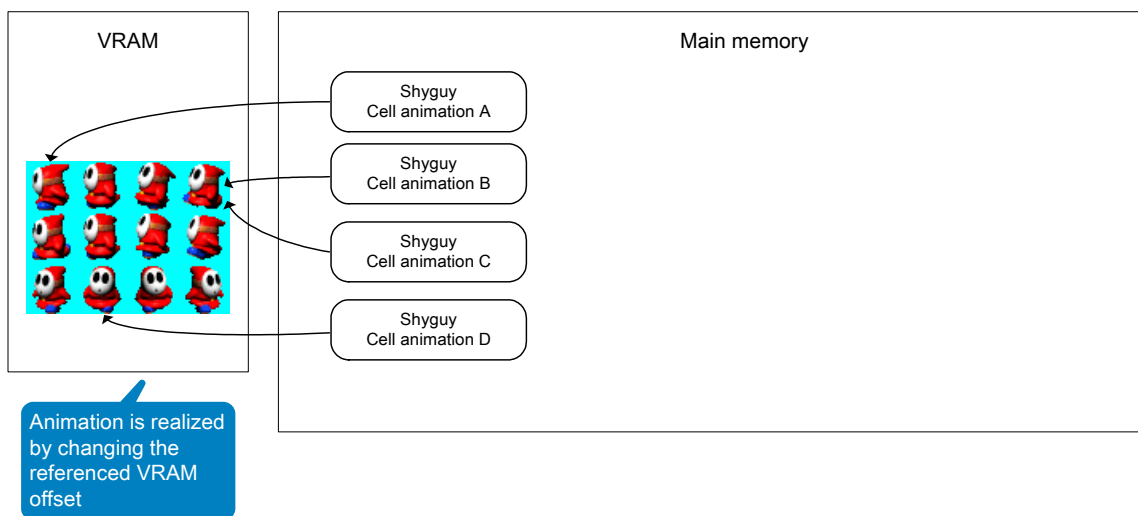 VRAM
Main memory
Shyguy
Cell animation A
Shyguy
Cell animation B
Shyguy
Cell animation C
Shyguy
Cell animation D
Animation is realized
by changing the
referenced VRAM
offset